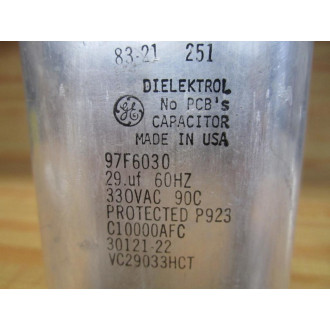 83-21 251
DIELEKTROL
GE No PCB's
CAPACITOR
MADE IN USA
97F6030
29.uf 60HZ
330VAC 90C
PROTECTED P923
C10000AFC
30121-22
VC29033HCT